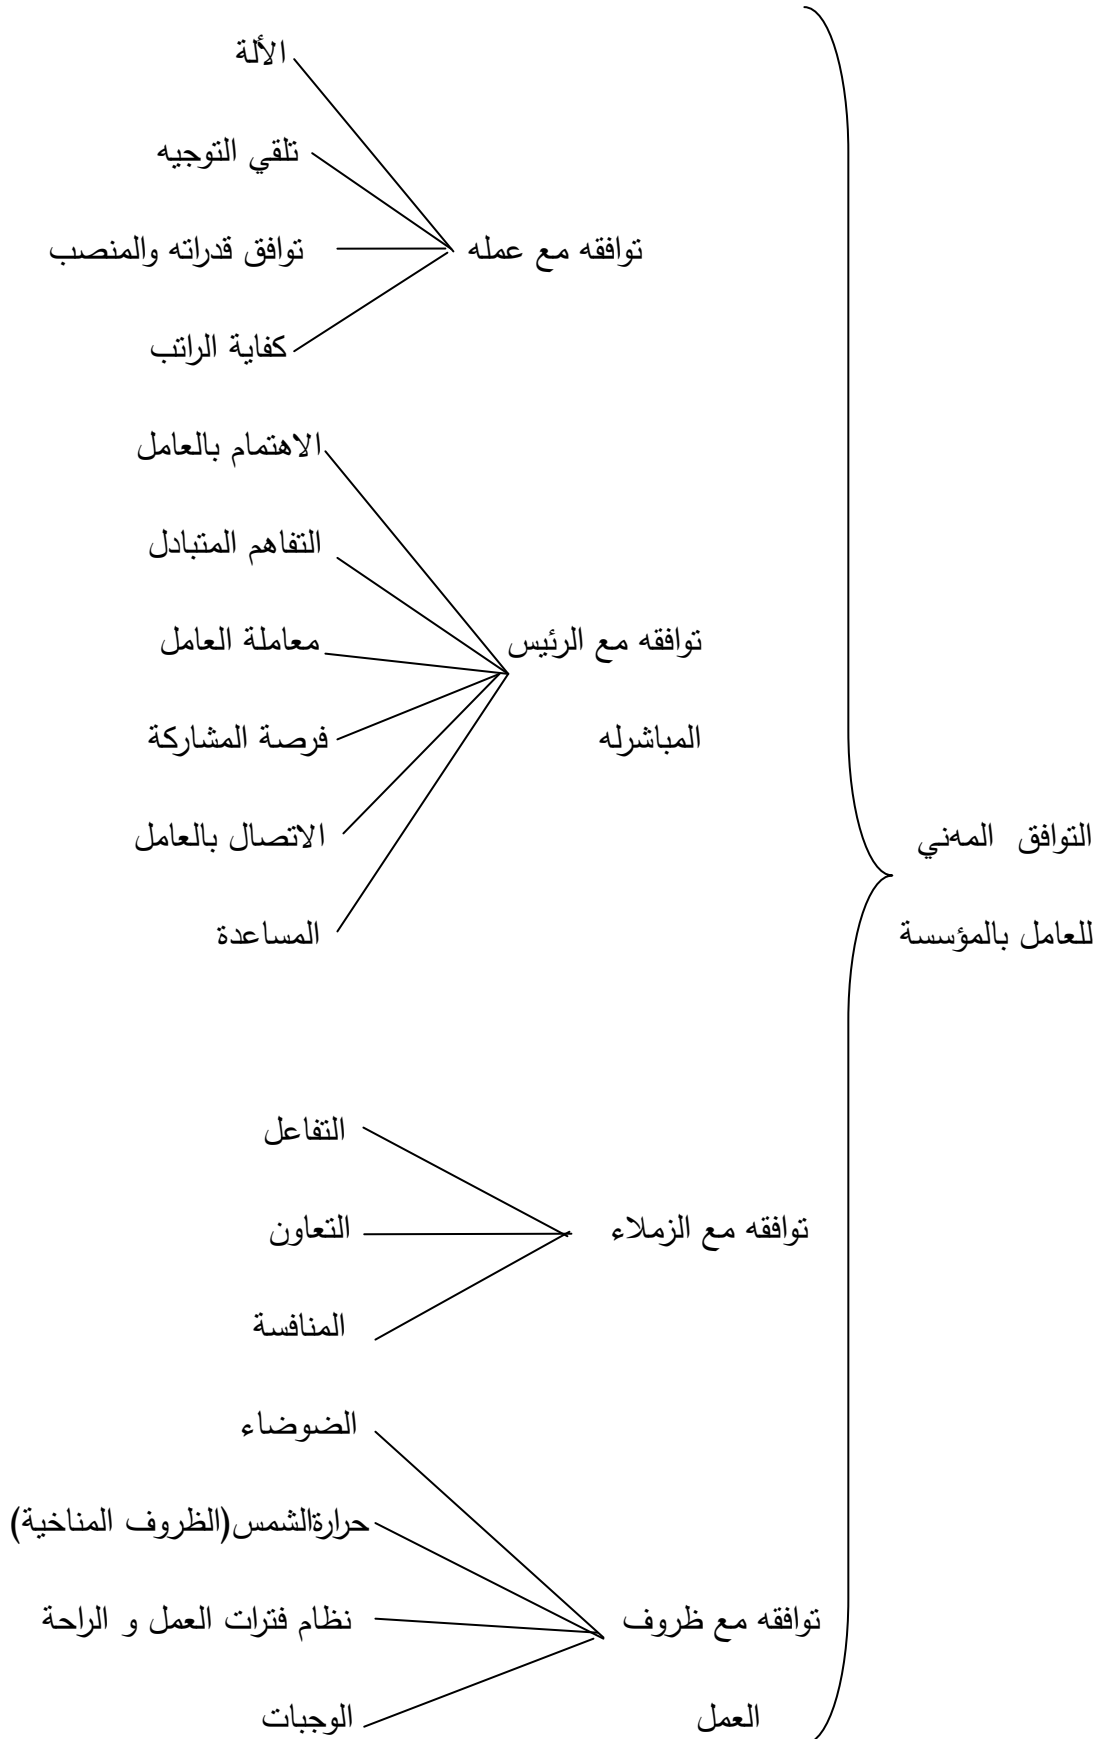 الألة
تلقي التوجيه
توافقه مع عمله
توافق قدراته والمنصب
كفاية الراتب
الاهتمام بالعامل
التفاهم المتبادل
توافقه مع الرئيس
معاملة العامل
المباشرله
فرصة المشاركة
التوافق المهني
الاتصال بالعامل
للعامل بالمؤسسة
المساعدة
التفاعل
توافقه مع الزملاء
التعاون
المنافسة
الضوضاء
حرارةالشمس(الظروف المناخية)
توافقه مع ظروف
نظام فترات العمل و الراحة
العمل
الوجبات